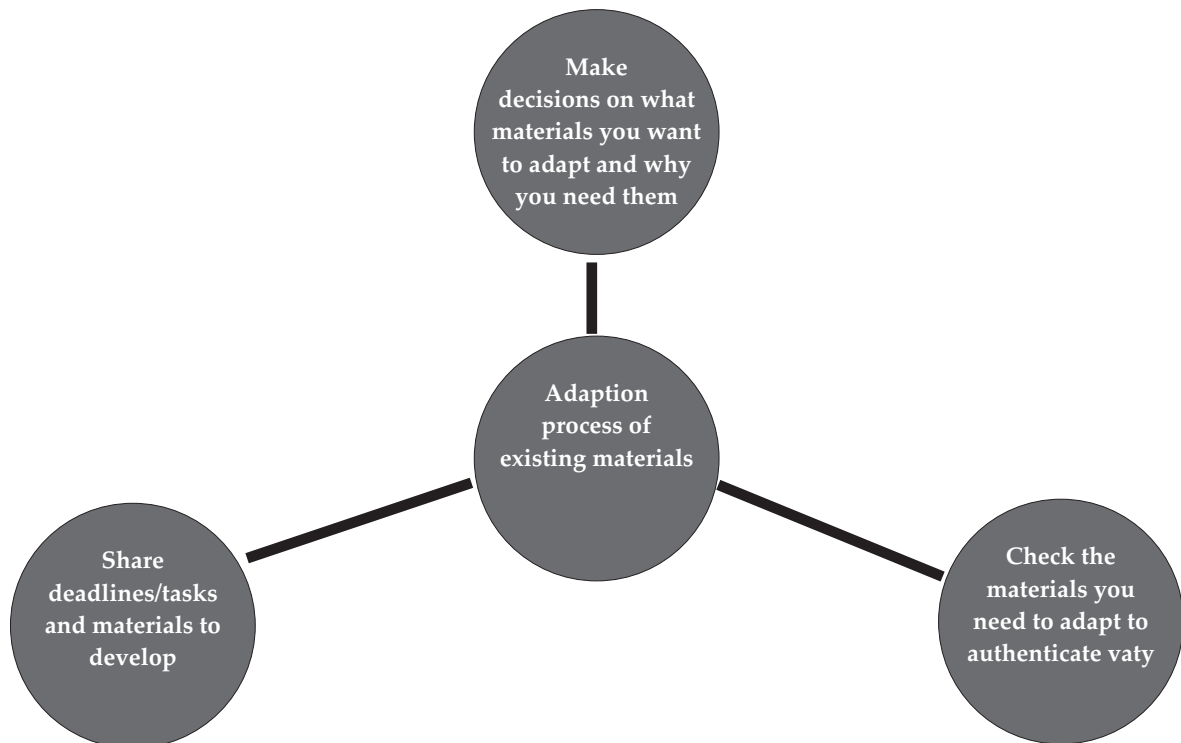 Make
decisions on what
materials you want
to adapt and why
you need them
Adaption
process of
existing materials
Share
deadlines/tasks
and materials to
develop
Check the
materials you
need to adapt to
authenticate vaty